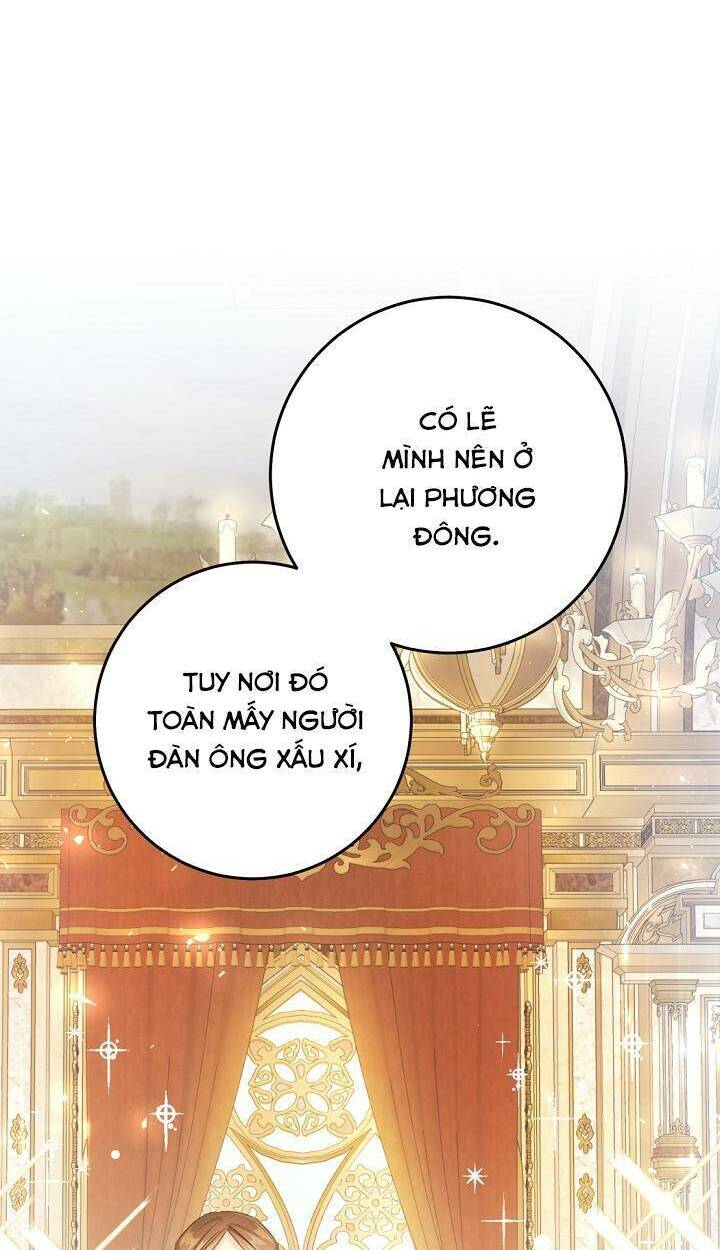 CÓ LẼ
MÌNH NÊN Ở
LẠI PHƯƠNG
ĐÔNG.
TUY NƠI ĐÓ
TOÀN MẤY NGƯỜI
ĐÀN ÔNG XẤU XÍ,